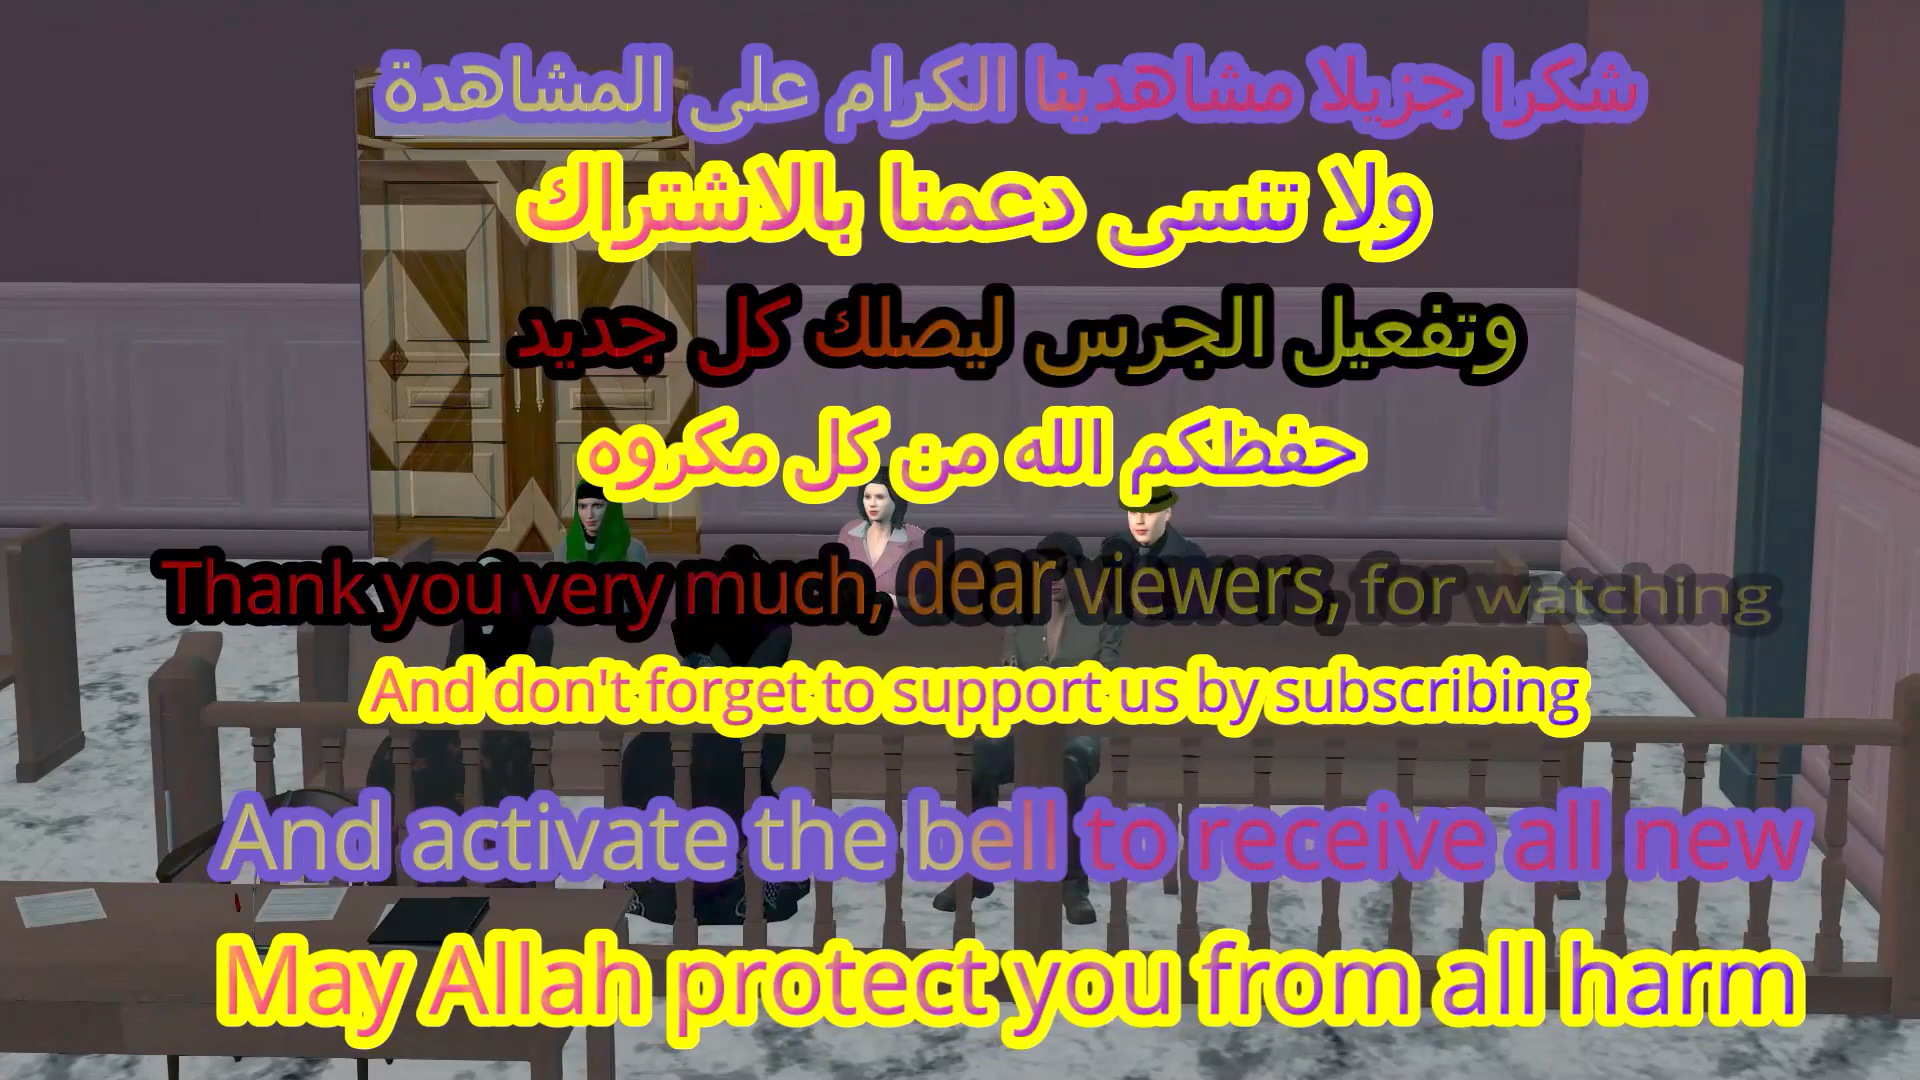 شكرا جزيلا مشاهدينا الكرام على المشاهدة
ولا تنسى دعمنا بالاشتراك
وتفعيل الجرس ليصلك كل جديد
حفظكم الله من كل مكروه
Thank you very much, dear viewers, for watching
And don't forget to support us by subscribing
And activate the bell to receive all new
May Allah protect you from all harm